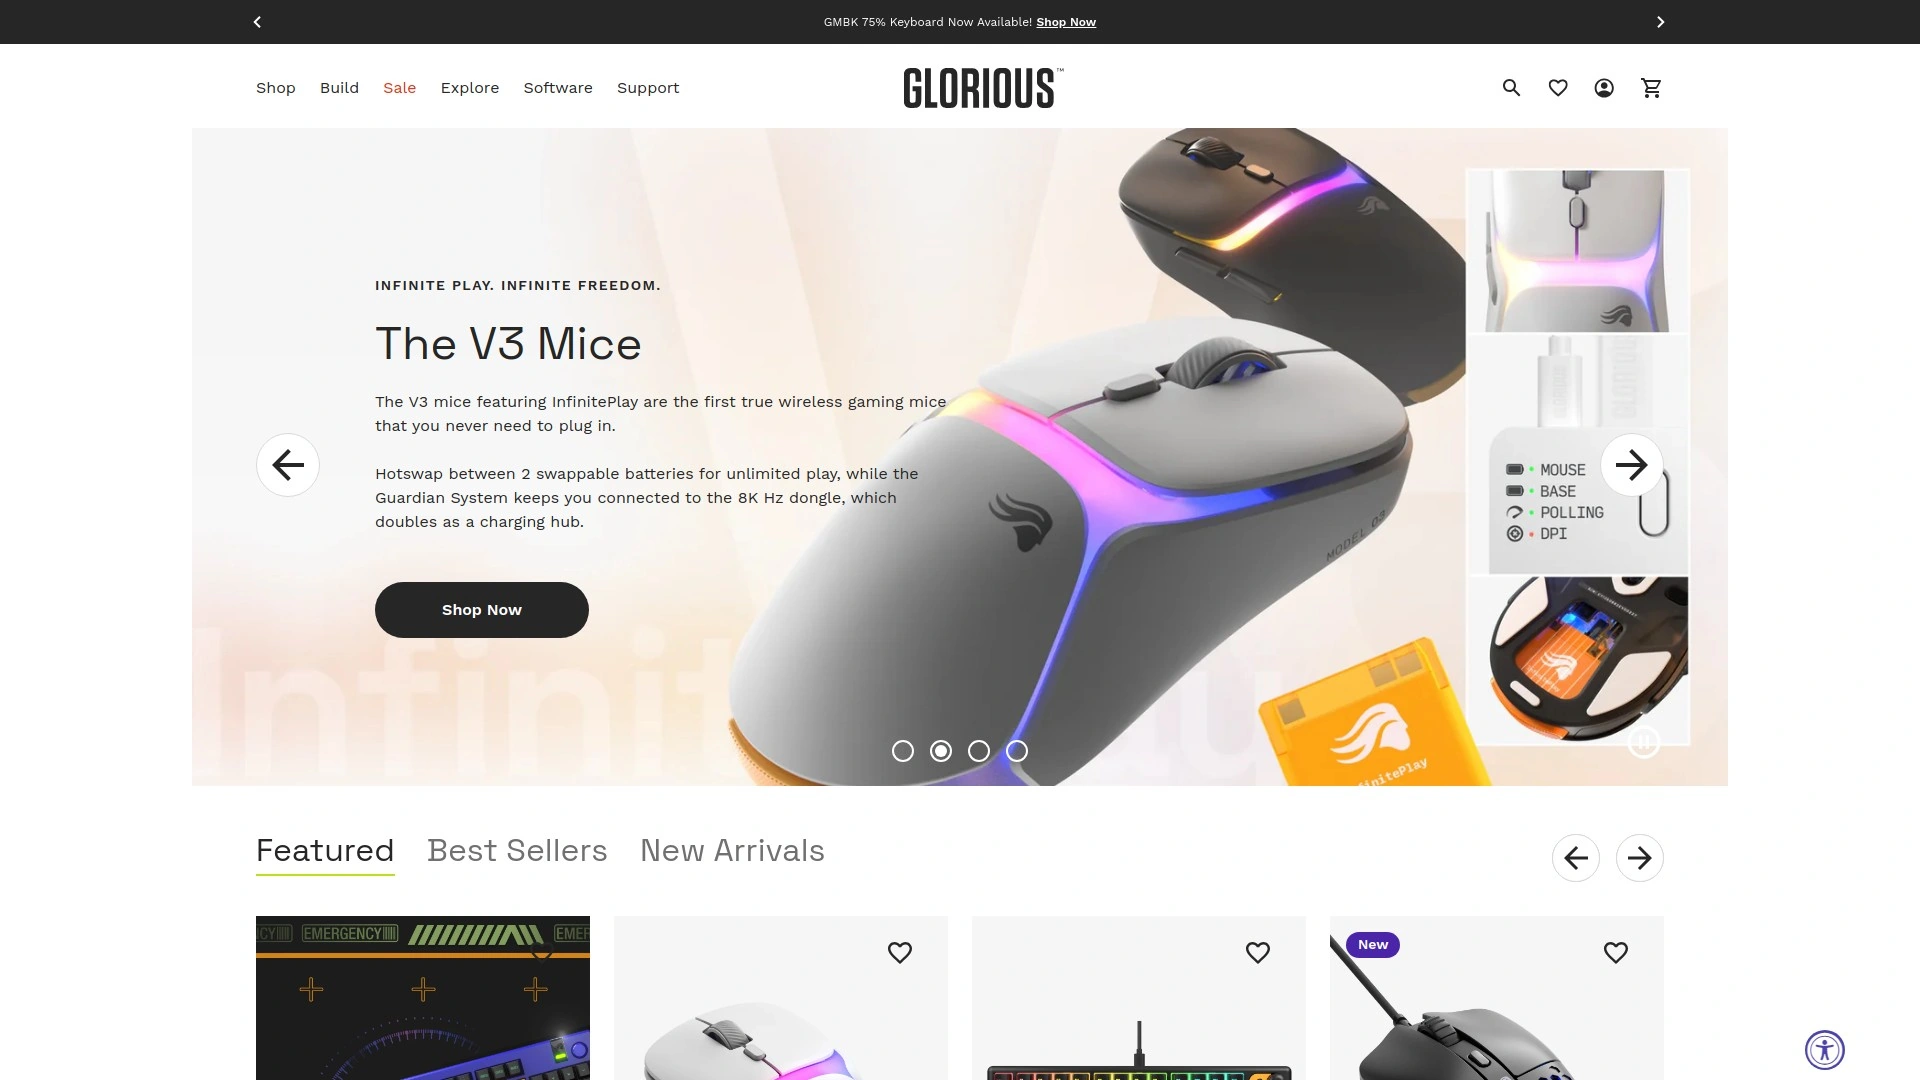 GMBK 75% Keyboard Now Available! Shop Now
Shop Build Sale Explore Software Support
GLORIOUS™
INFINITE PLAY. INFINITE FREEDOM.
The V3 Mice
The V3 mice featuring InfinitePlay are the first true wireless gaming mice
that you never need to plug in.
Hotswap between 2 swappable batteries for unlimited play, while the
Guardian System keeps you connected to the 8K Hz dongle, which
doubles as a charging hub.
Shop Now
MODEL O3
GLORIOUS
MOUSE
BASE
POLLING
DPI
Infinit
finitePlay
Featured Best Sellers New Arrivals
EMERGENCY
New